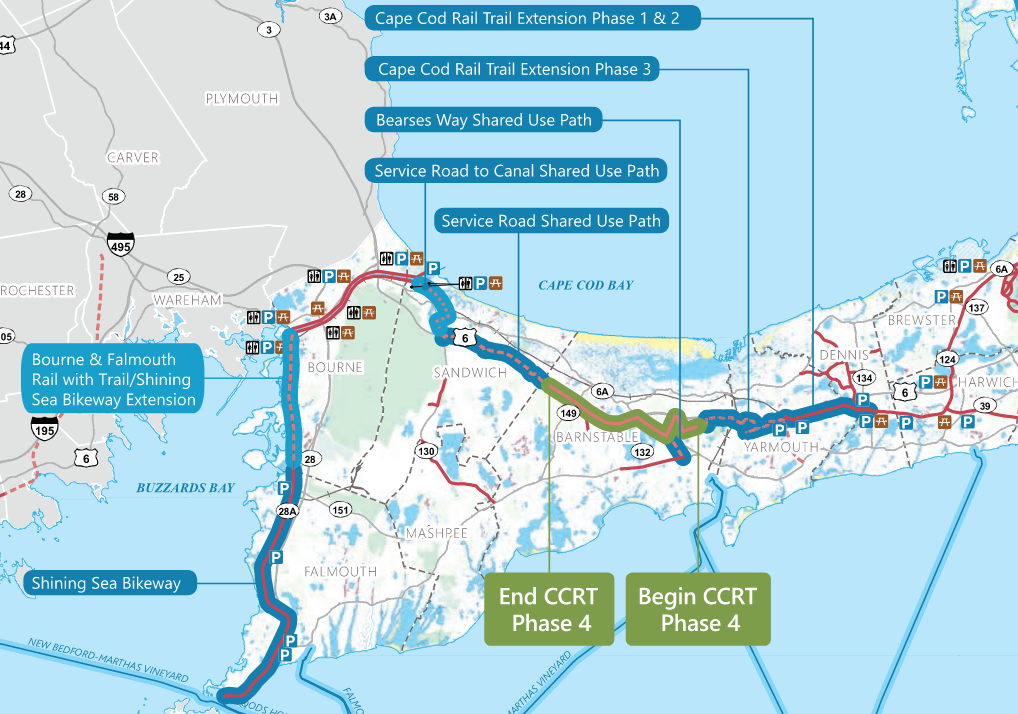 Cape Cod Rail Trail Extension Phase 1 & 2
3A
3
44
Cape Cod Rail Trail Extension Phase 3
PLYMOUTH
Bearses Way Shared Use Path
CARVER
Service Road to Canal Shared Use Path
28
58
Service Road Shared Use Path
495
25
P
P
P
P
P
CAPE COD BAY
P
6A
ROCHESTER
WAREHAM
P
BREWSTER
137
P
05
6
P
Bourne & Falmouth
Rail with Trail/Shining
Sea Bikeway Extension
BOURNE
SANDWICH
DENNIS
124
134
6
P
HARWICH
6A
149
P
39
195
BARNSTABLE
P
P
P
P
P
YARMOUTH
6
28
130
132
BUZZARDS BAY
P
28A
151
MASHPEE
P
FALMOUTH
Shining Sea Bikeway
End CCRT
Phase 4
Begin CCRT
Phase 4
P
P
NEW BEDFORD-MARTHAS VINEYARD
MARTHAS VINEYARD